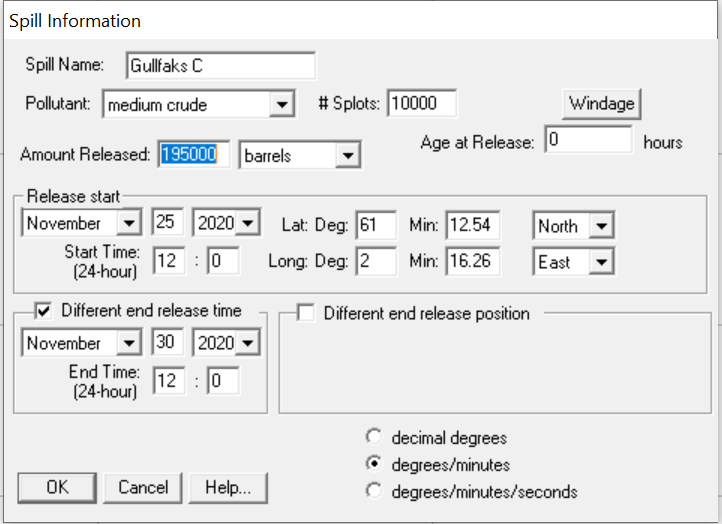 Spill Information
Spill Name: Gullfaks C
Pollutant: medium crude # Splots: 10000 Windage
Amount Released: 195000 barrels Age at Release: 0 hours
Release start
November 25 2020 Lat: Deg: 61 Min: 12.54 North
Start Time: (24-hour) 12 : 0 Long: Deg: 2 Min: 16.26 East
Different end release time Different end release position
November 30 2020
End Time: (24-hour) 12 : 0
decimal degrees
degrees/minutes
degrees/minutes/seconds
OK Cancel Help...